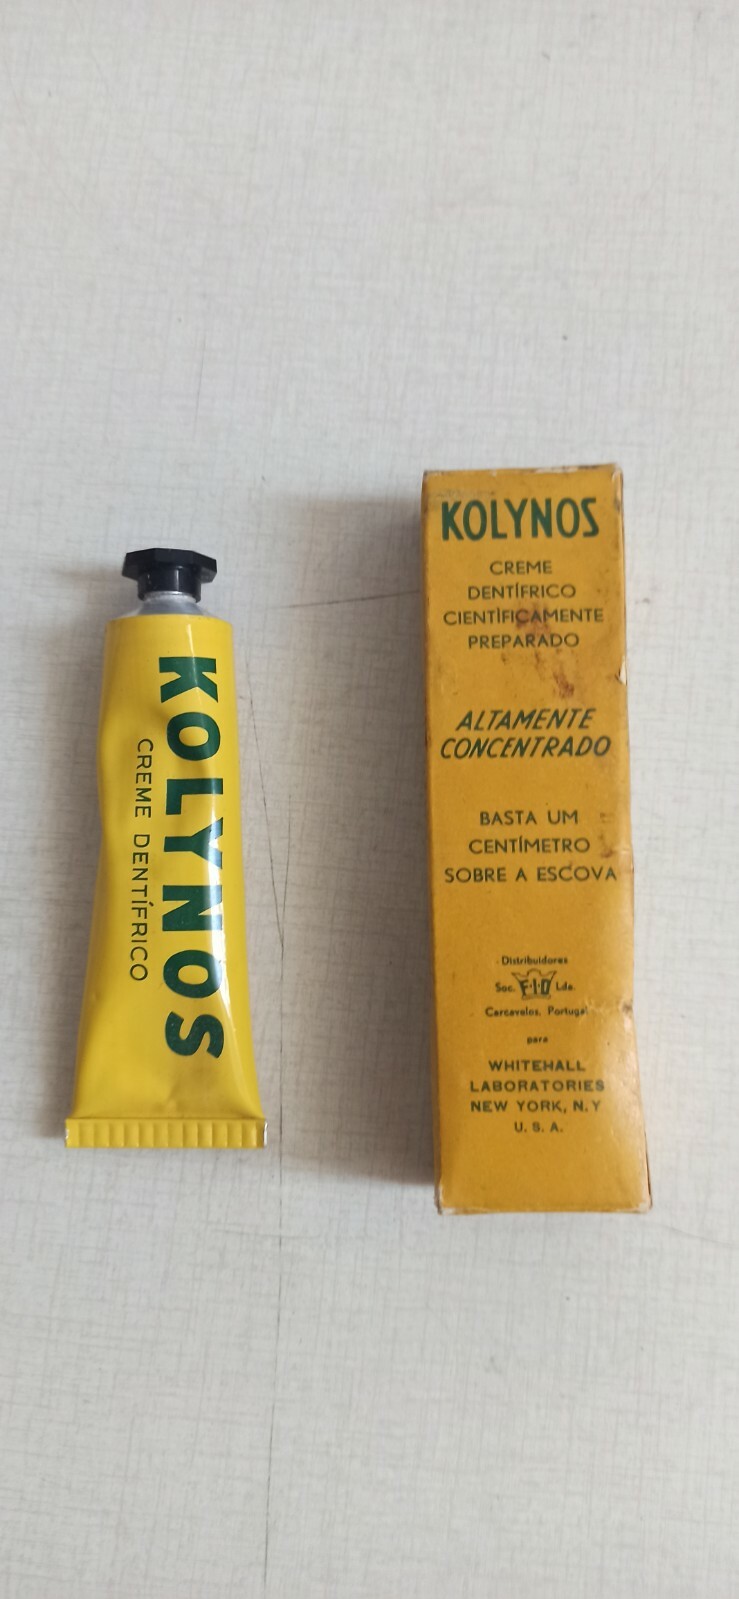 KOLYNOS
CREME DENTÍFRICO
KOLYNOS
CREME
DENTÍFRICO
CIENTÌFICAMENTE
PREPARADO
ALTAMENTE
CONCENTRADO
BASTA UM
CENTÍMETRO
SOBRE A ESCOVA
Distribuidores
Soc. F·I·D Lda.
Carcavelos, Portugal
para
WHITEHALL
LABORATORIES
NEW YORK, N.Y
U. S. A.